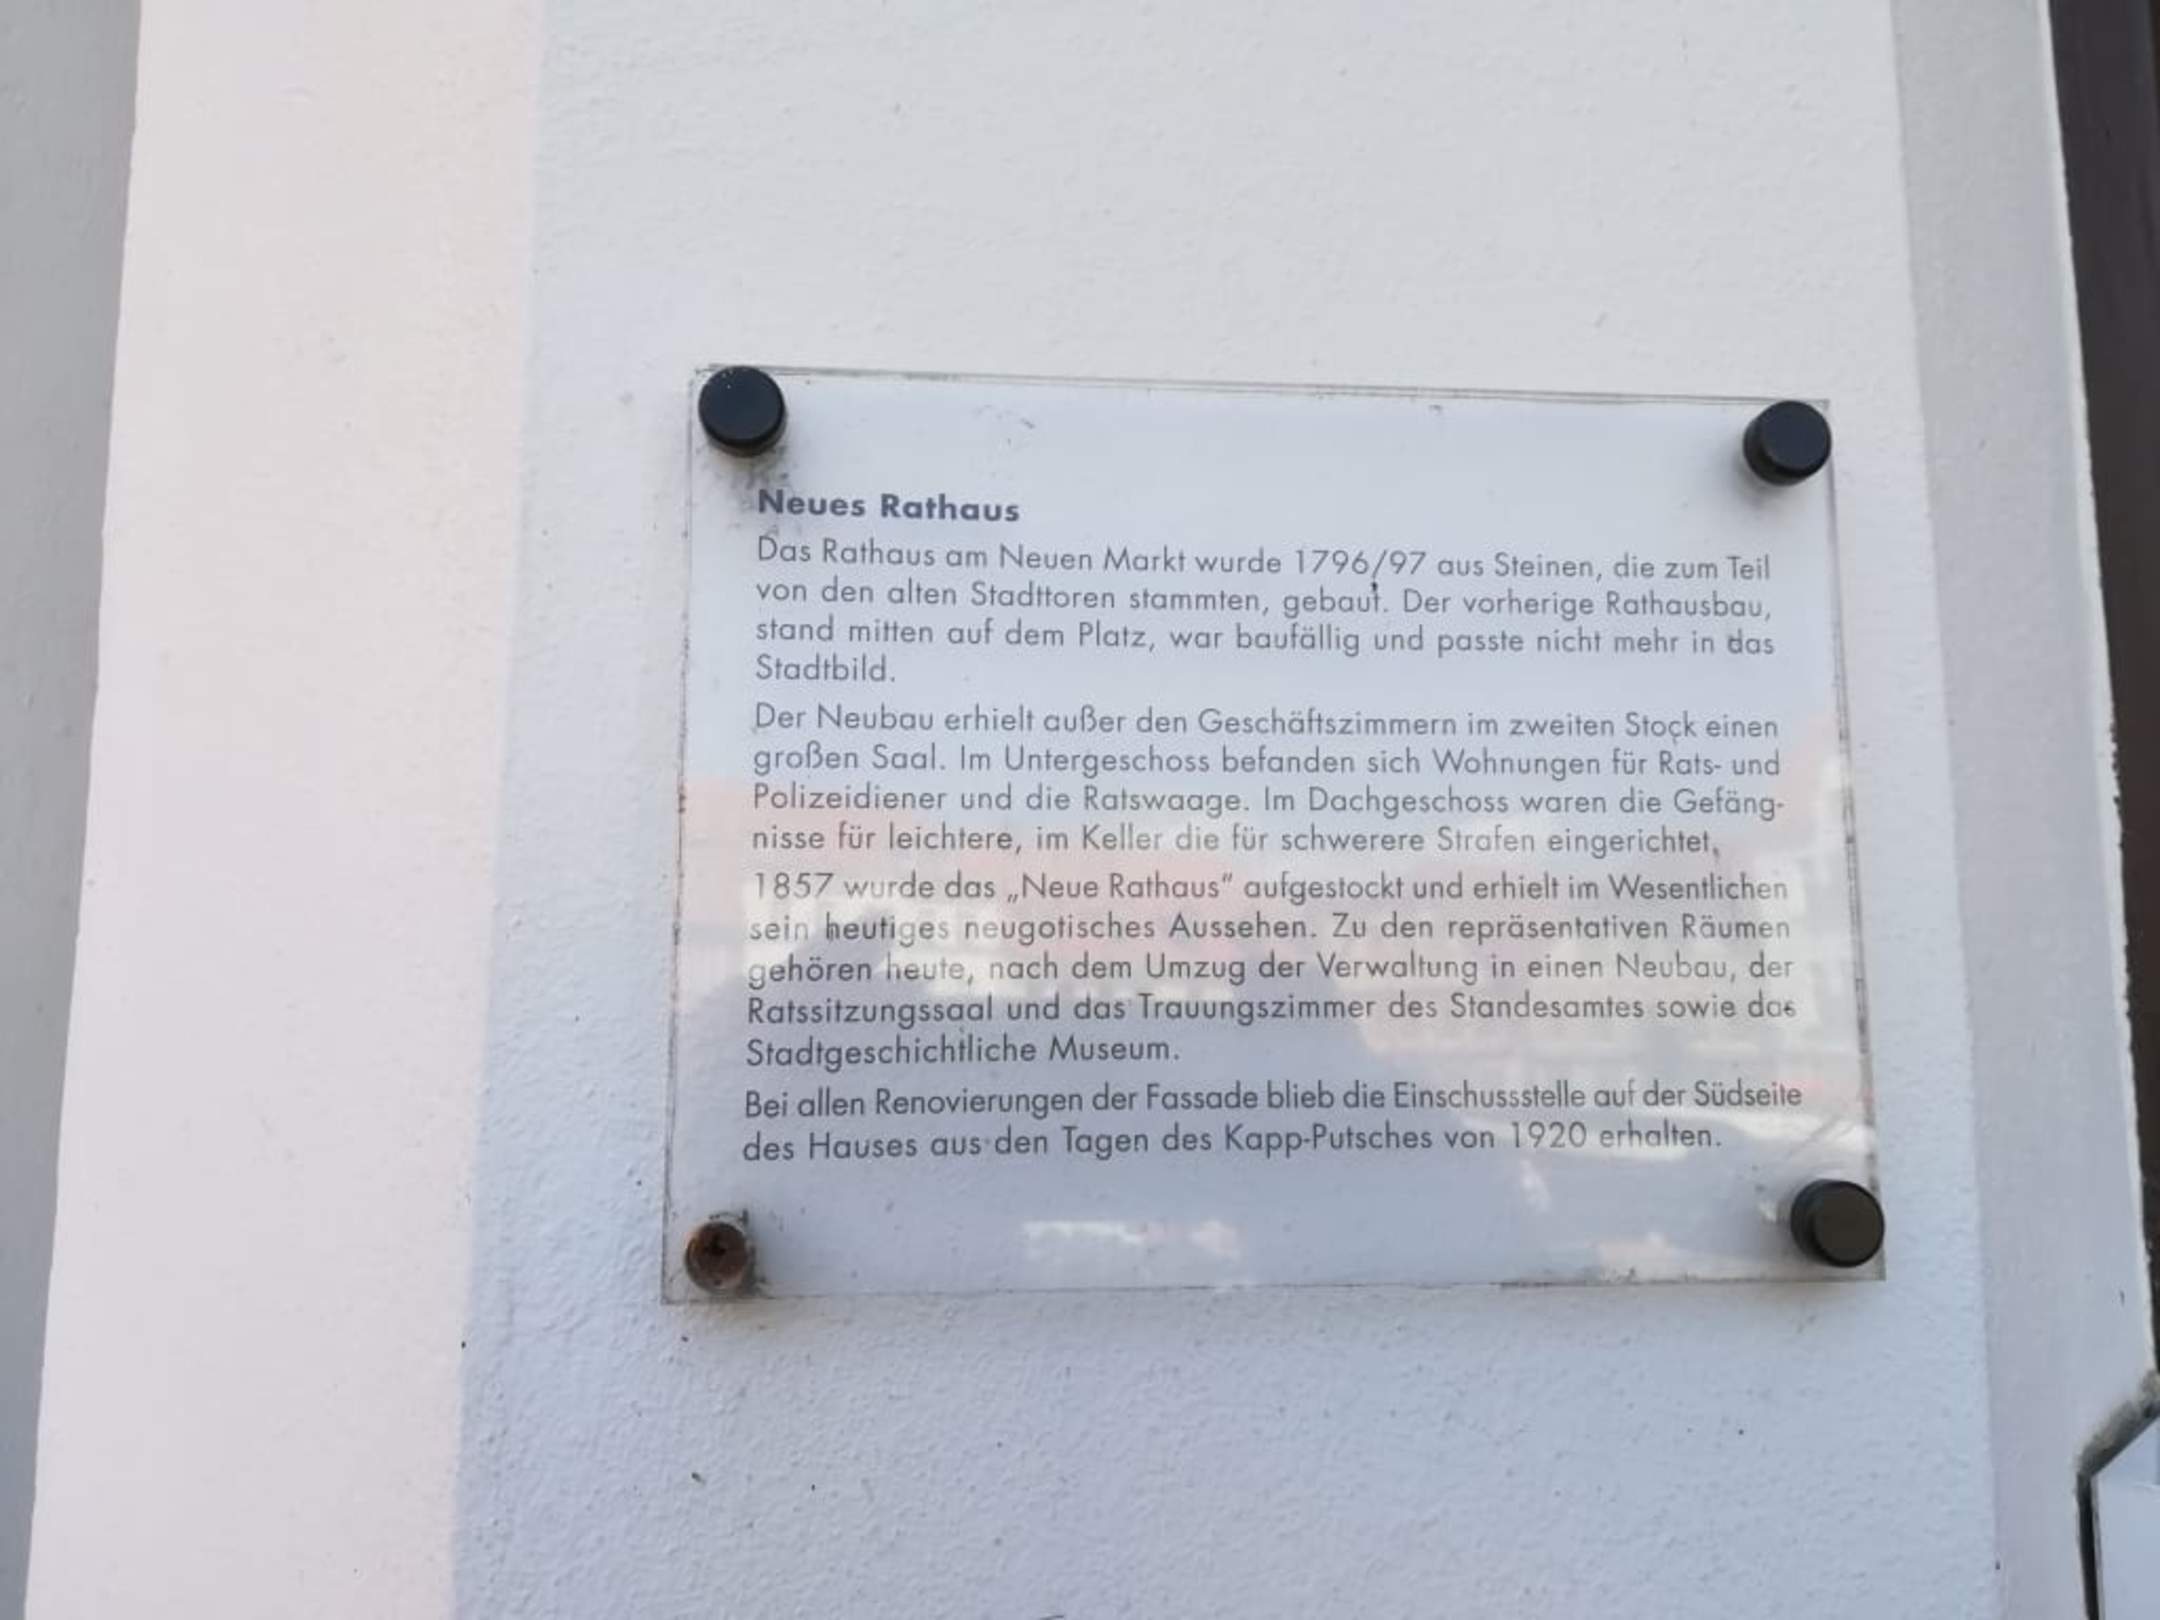 Neues Rathaus
Das Rathaus am Neuen Markt wurde 1796/97 aus Steinen, die zum Teil
von den alten Stadttoren stammten, gebaut. Der vorherige Rathausbau,
stand mitten auf dem Platz, war baufällig und passte nicht mehr in das
Stadtbild.
Der Neubau erhielt außer den Geschäftszimmern im zweiten Stock einen
großen Saal. Im Untergeschoss befanden sich Wohnungen für Rats- und
Polizeidiener und die Ratswaage. Im Dachgeschoss waren die Gefäng-
nisse für leichtere, im Keller die für schwerere Strafen eingerichtet.
1857 wurde das „Neue Rathaus“ aufgestockt und erhielt im Wesentlichen
sein heutiges neugotisches Aussehen. Zu den repräsentativen Räumen
gehören heute, nach dem Umzug der Verwaltung in einen Neubau, der
Ratssitzungssaal und das Trauungszimmer des Standesamtes sowie das
Stadtgeschichtliche Museum.
Bei allen Renovierungen der Fassade blieb die Einschussstelle auf der Südseite
des Hauses aus den Tagen des Kapp-Putsches von 1920 erhalten.